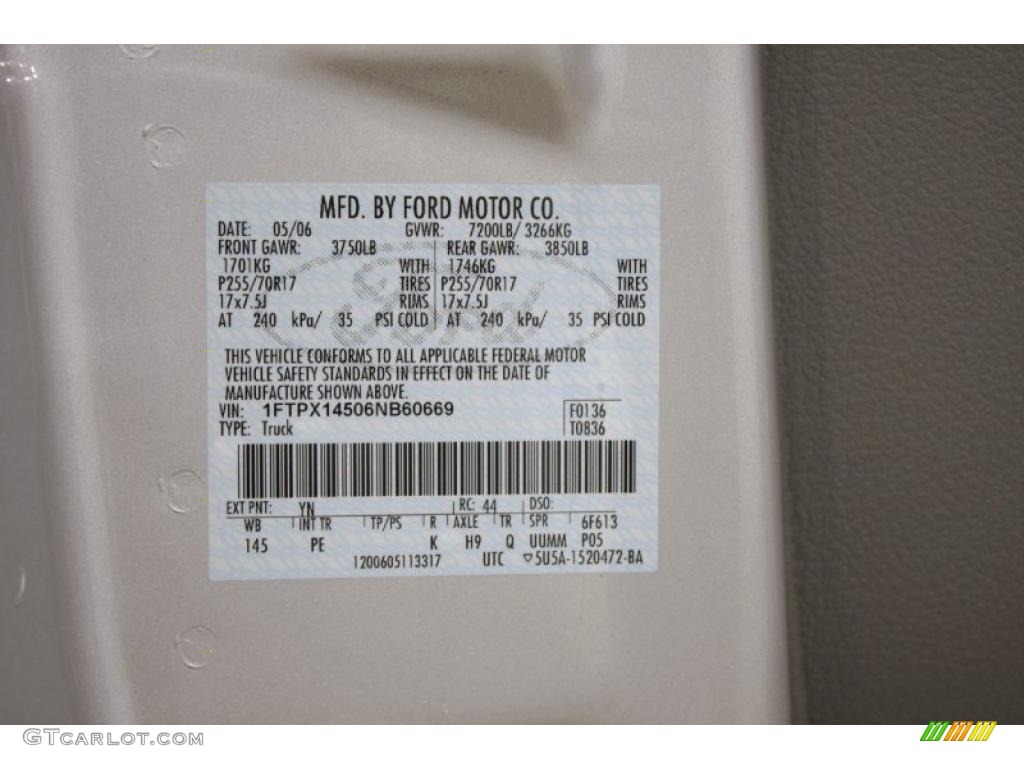 MFD. BY FORD MOTOR CO.
DATE: 05/06 GVWR: 7200LB/ 3266KG
FRONT GAWR: 3750LB REAR GAWR: 3850LB
1701KG WITH 1746KG WITH
P255/70R17 TIRES P255/70R17 TIRES
17x7.5J RIMS 17x7.5J RIMS
AT 240 kPa/ 35 PSI COLD AT 240 kPa/ 35 PSI COLD
Ford
THIS VEHICLE CONFORMS TO ALL APPLICABLE FEDERAL MOTOR
VEHICLE SAFETY STANDARDS IN EFFECT ON THE DATE OF
MANUFACTURE SHOWN ABOVE.
VIN: 1FTPX14506NB60669 F0136
TYPE: Truck T0836
EXT PNT: YN RC: 44 DSO:
WB INT TR TP/PS R AXLE TR SPR 6F613
145 PE K H9 Q UUMM P05
1200605113317 UTC ▽5U5A-1520472-BA
GTCARLOT.COM